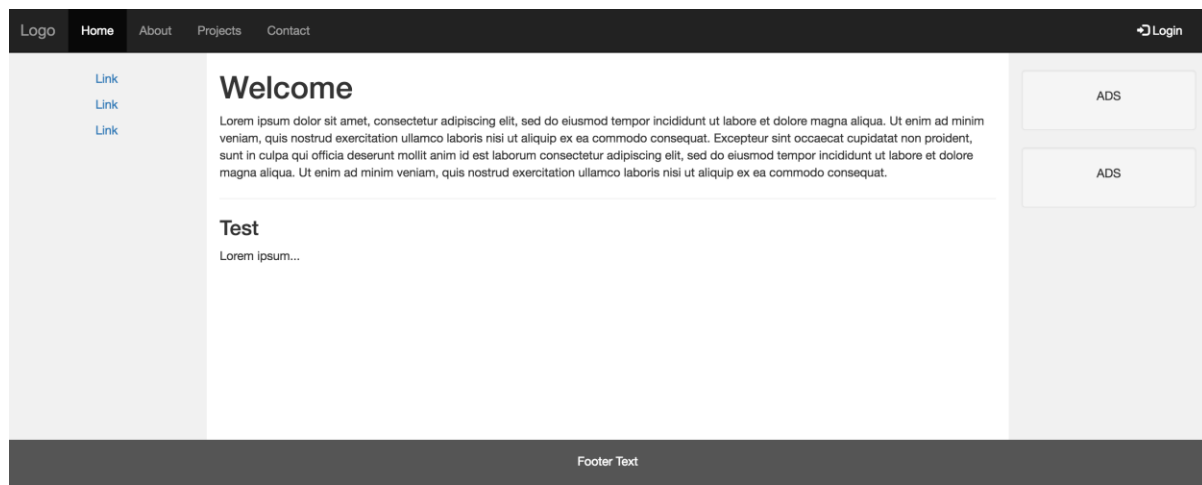 Logo Home About Projects Contact Login
Link
Link
Link
Welcome
Lorem ipsum dolor sit amet, consectetur adipiscing elit, sed do eiusmod tempor incididunt ut labore et dolore magna aliqua. Ut enim ad minim
veniam, quis nostrud exercitation ullamco laboris nisi ut aliquip ex ea commodo consequat. Excepteur sint occaecat cupidatat non proident,
sunt in culpa qui officia deserunt mollit anim id est laborum consectetur adipiscing elit, sed do eiusmod tempor incididunt ut labore et dolore
magna aliqua. Ut enim ad minim veniam, quis nostrud exercitation ullamco laboris nisi ut aliquip ex ea commodo consequat.
Test
Lorem ipsum...
ADS
ADS
Footer Text